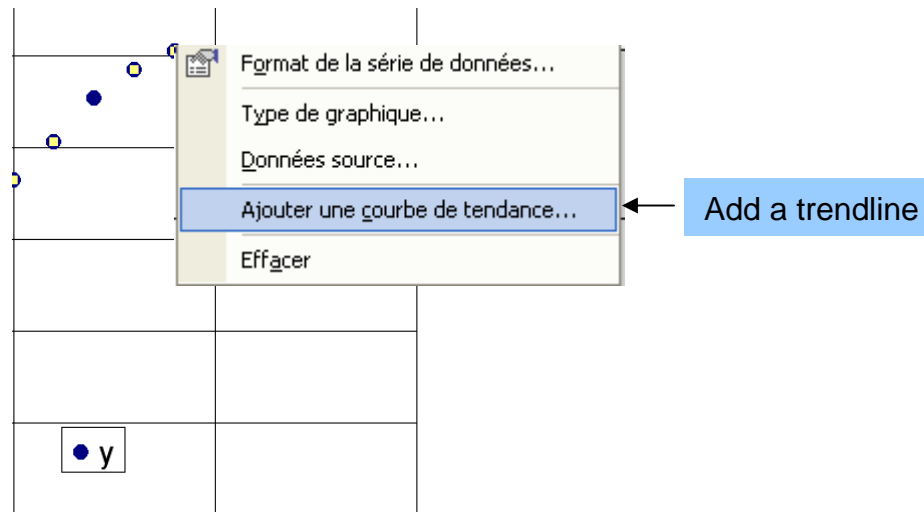 Format de la série de données...
Type de graphique...
Données source...
Ajouter une courbe de tendance...
Add a trendline
Effacer
y